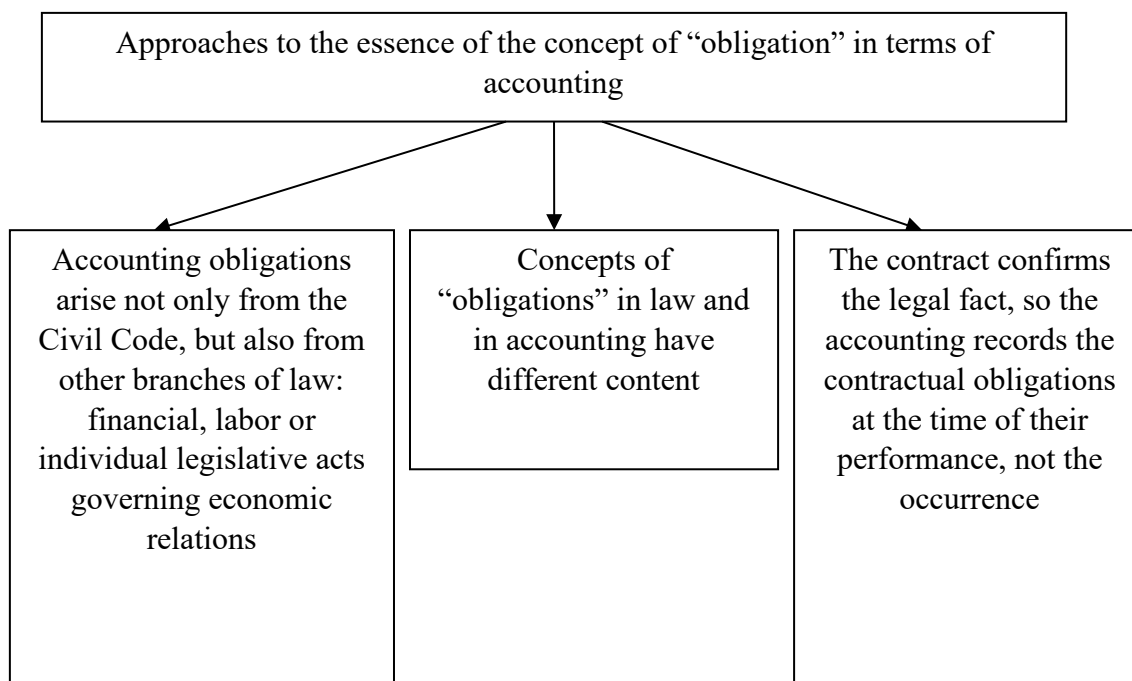 Approaches to the essence of the concept of “obligation” in terms of
accounting
Accounting obligations
arise not only from the
Civil Code, but also from
other branches of law:
financial, labor or
individual legislative acts
governing economic
relations
Concepts of
“obligations” in law and
in accounting have
different content
The contract confirms
the legal fact, so the
accounting records the
contractual obligations
at the time of their
performance, not the
occurrence